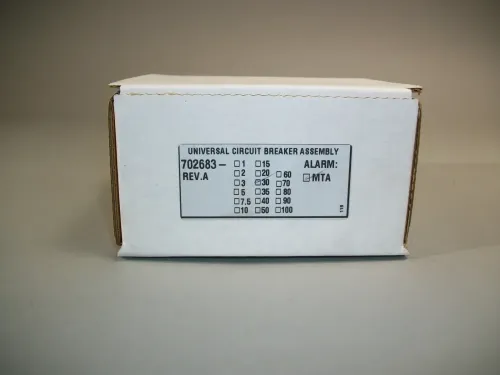 UNIVERSAL CIRCUIT BREAKER ASSEMBLY
702683- 1 15 ALARM:
REV.A 2 20 60 MTA
3 30 70
5 35 80
7.5 40 90
10 50 100